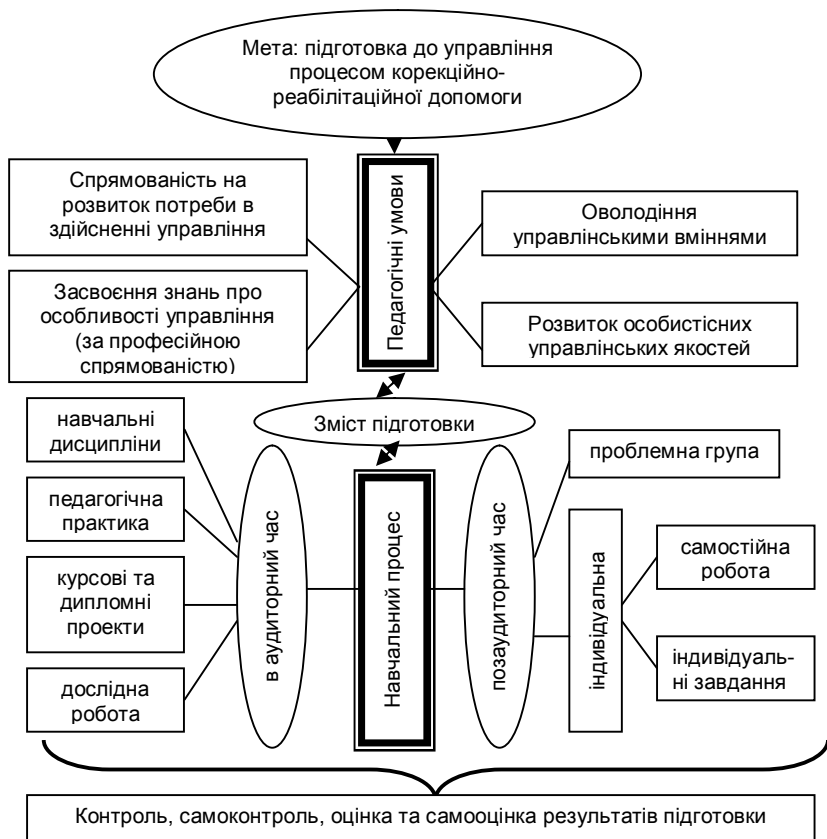 Мета: підготовка до управління
процесом корекційно-
реабілітаційної допомоги
Спрямованість на
розвиток потреби в
здійсненні управління
Засвоєння знань про
особливості управління
(за професійною
спрямованістю)
Педагогічні умови
Оволодіння
управлінськими вміннями
Розвиток особистісних
управлінських якостей
Зміст підготовки
навчальні
дисципліни
педагогічна
практика
курсові та
дипломні
проекти
дослідна
робота
в аудиторний час
Навчальний процес
позаудиторний час
проблемна група
індивідуальна
самостійна
робота
індивідуаль-
ні завдання
Контроль, самоконтроль, оцінка та самооцінка результатів підготовки